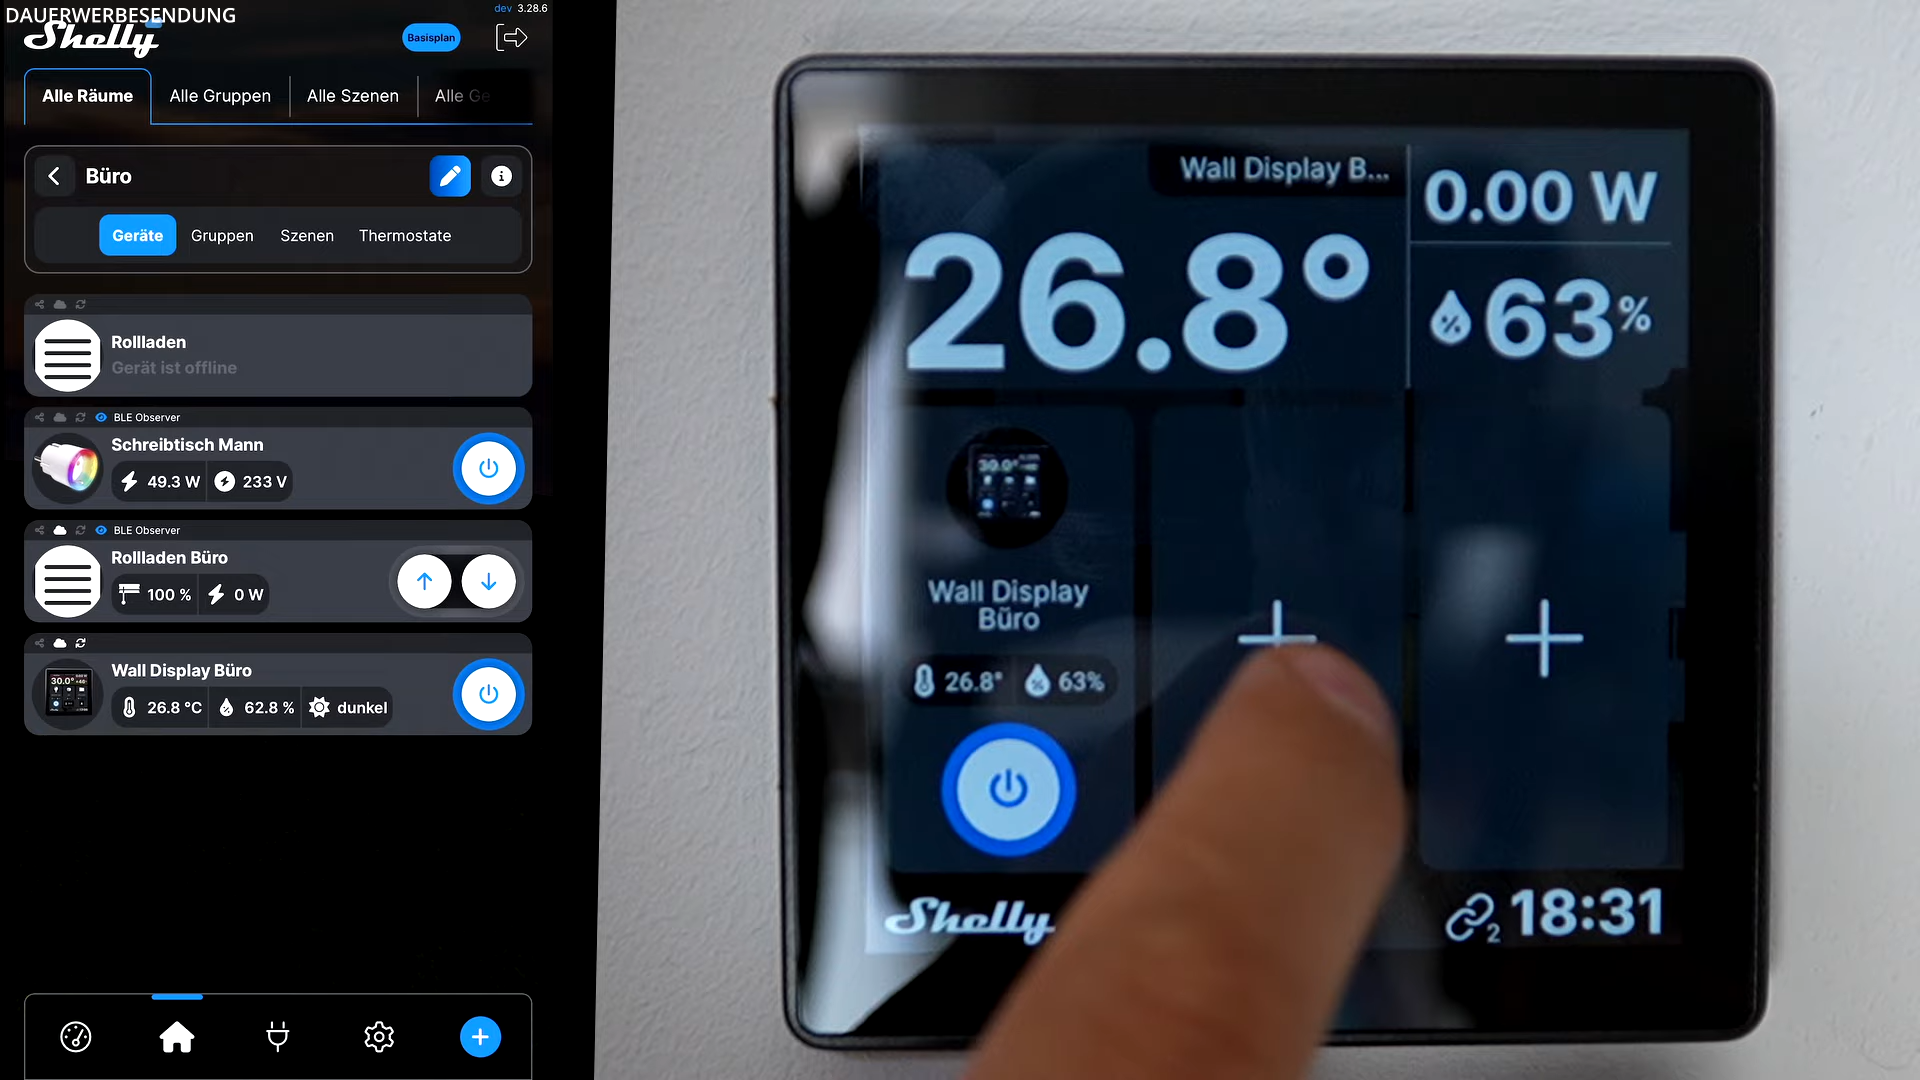 DAUERWERBESENDUNG
dev 3.28.6
Shelly
Basisplan
Alle Räume
Alle Gruppen
Alle Szenen
Alle Ge
Büro
Geräte
Gruppen
Szenen
Thermostate
Rollladen
Gerät ist offline
BLE Observer
Schreibtisch Mann
49.3 W
233 V
BLE Observer
Rollladen Büro
100 %
0 W
Wall Display Büro
26.8 °C
62.8 %
dunkel
Wall Display B...
0.00 W
26.8°
63%
30.0°
Wall Display
Büro
26.8°
63%
Shelly
2
18:31